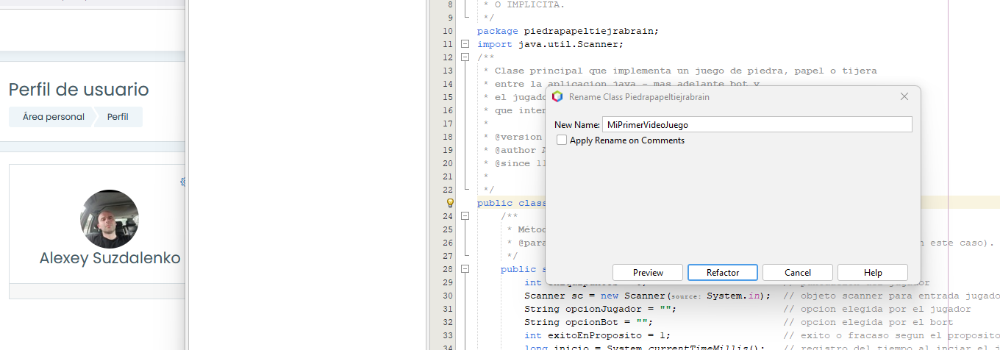 Perfil de usuario
Área personal
Perfil
Alexey Suzdalenko
8
* O IMPLICITA.
9
*/
10
package piedrapapeltiejrabrain;
11
import java.util.Scanner;
12
/**
13
* Clase principal que implementa un juego de piedra, papel o tijera
14
* entre la aplicacion java - mas adelante bot y
15
* el jugado
16
* que inter
17
*
18
* @version
19
* @author A
20
* @since 11
21
*
22
*/
public class
24
/**
25
* Métoc
26
* @para
en este caso).
27
*/
28
public s
29
int
// puntuacion del jugador
30
Scanner sc = new Scanner(source: System.in); // objeto scanner para entrada jugado
31
String opcionJugador = ""; // opcion elegida por el jugador
32
String opcionBot = ""; // opcion elegida por el bort
33
int exitoEnProposito = 1; // exito o fracaso segun el proposito
34
long inicio = System.currentTimeMillis(); // registro del tiempo al inciar el j
Rename Class Piedrapapeltiejrabrain
New Name: MiPrimerVideoJuego
Apply Rename on Comments
Preview
Refactor
Cancel
Help